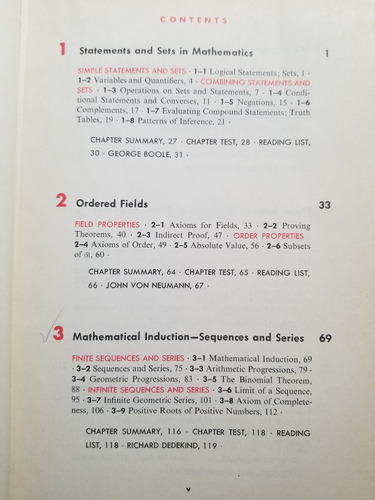 CONTENTS
1 Statements and Sets in Mathematics 1
SIMPLE STATEMENTS AND SETS · 1–1 Logical Statements; Sets, 1 ·
1–2 Variables and Quantifiers, 4 · COMBINING STATEMENTS AND
SETS · 1–3 Operations on Sets and Statements, 7 · 1–4 Condi-
tional Statements and Converses, 11 · 1–5 Negations, 15 · 1–6
Complements, 17 · 1–7 Evaluating Compound Statements; Truth
Tables, 19 · 1–8 Patterns of Inference, 21 ·
CHAPTER SUMMARY, 27 · CHAPTER TEST, 28 · READING LIST,
30 · GEORGE BOOLE, 31 ·
2 Ordered Fields 33
FIELD PROPERTIES · 2–1 Axioms for Fields, 33 · 2–2 Proving
Theorems, 40 · 2–3 Indirect Proof, 47 · ORDER PROPERTIES
2–4 Axioms of Order, 49 · 2–5 Absolute Value, 56 · 2–6 Subsets
of ℛ, 60 ·
CHAPTER SUMMARY, 64 · CHAPTER TEST, 65 · READING LIST,
66 · JOHN VON NEUMANN, 67 ·
3 Mathematical Induction—Sequences and Series 69
FINITE SEQUENCES AND SERIES · 3–1 Mathematical Induction, 69
· 3–2 Sequences and Series, 75 · 3–3 Arithmetic Progressions, 79 ·
3–4 Geometric Progressions, 83 · 3–5 The Binomial Theorem,
88 · INFINITE SEQUENCES AND SERIES · 3–6 Limit of a Sequence,
95 · 3–7 Infinite Geometric Series, 101 · 3–8 Axiom of Complete-
ness, 106 · 3–9 Positive Roots of Positive Numbers, 112 ·
CHAPTER SUMMARY, 116 · CHAPTER TEST, 118 · READING
LIST, 118 · RICHARD DEDEKIND, 119 ·
v